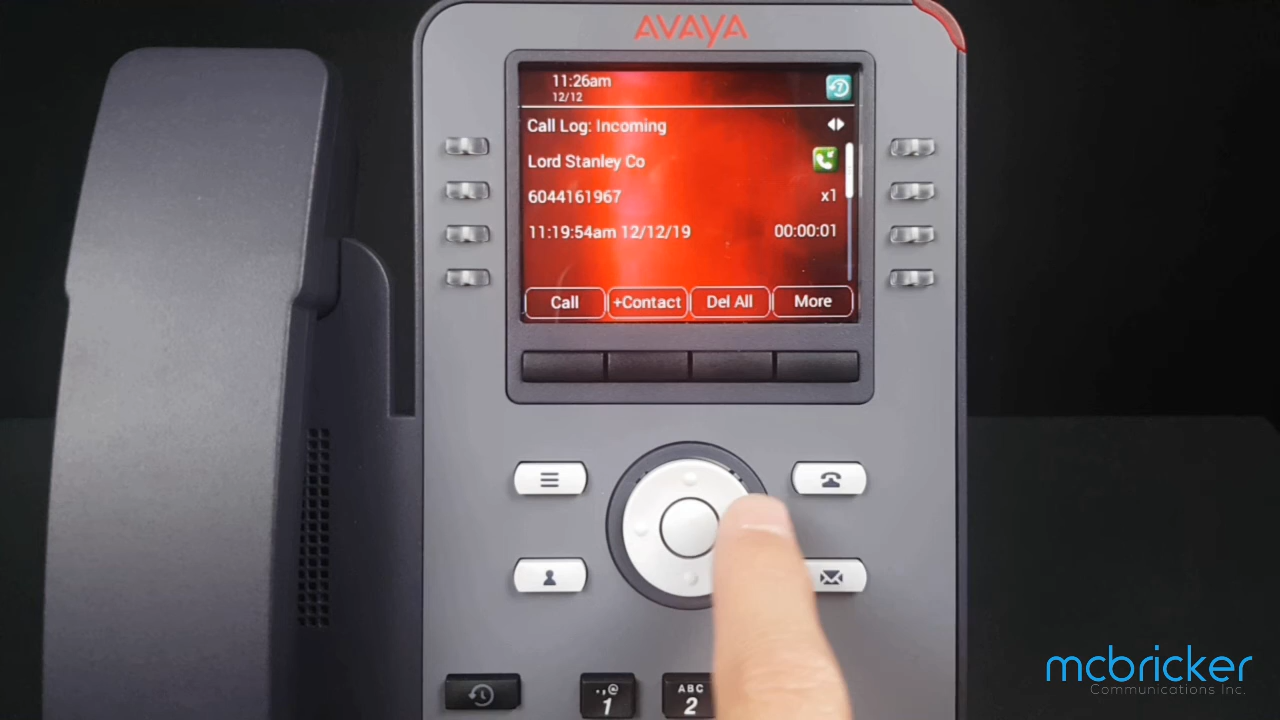 AVAYA
11:26am
12/12
Call Log: Incoming
Lord Stanley Co
6044161967 x1
11:19:54am 12/12/19 00:00:01
Call +Contact Del All More
.,@ ABC
1 2
mcbricker
Communications Inc.